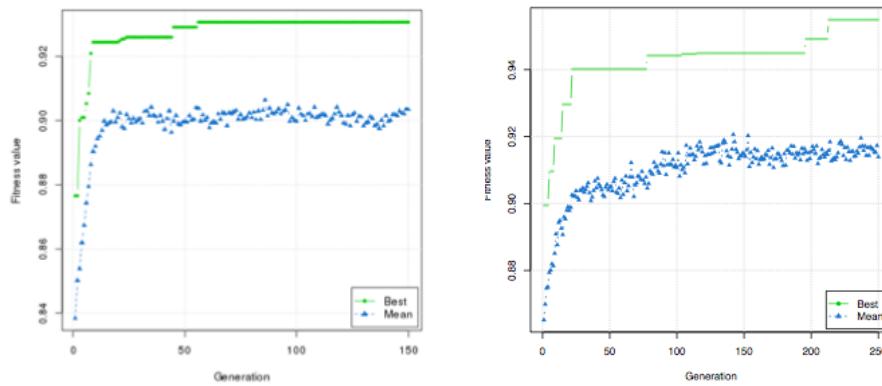 Fitness value
0.92
0.90
0.88
0.86
0.84
0 50 100 150
Generation
Best
Mean
Fitness value
0.94
0.92
0.90
0.88
0 50 100 150 200 250
Generation
Best
Mean